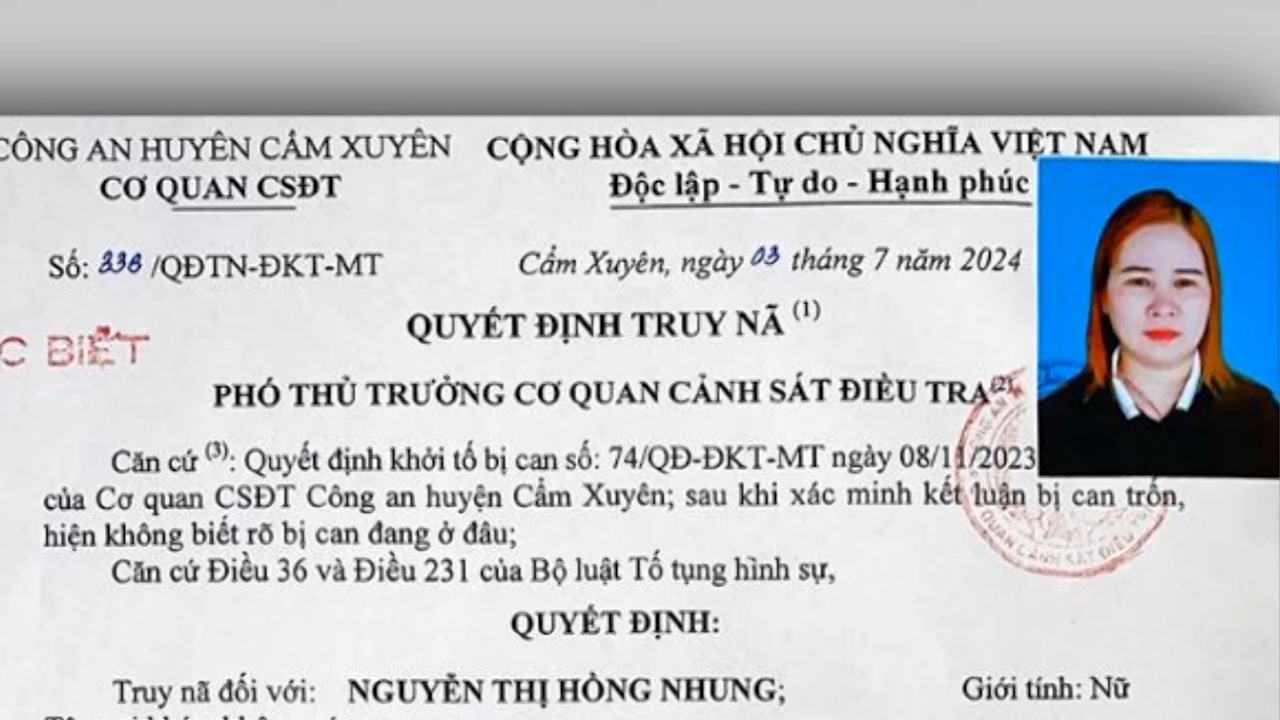 CÔNG AN HUYỆN CẨM XUYÊN
CƠ QUAN CSĐT
CỘNG HÒA XÃ HỘI CHỦ NGHĨA VIỆT NAM
Độc lập - Tự do - Hạnh phúc
Số: 236 /QĐTN-ĐKT-MT
Cẩm Xuyên, ngày 03 tháng 7 năm 2024
C BIỆT
QUYẾT ĐỊNH TRUY NÃ (1)
PHÓ THỦ TRƯỞNG CƠ QUAN CẢNH SÁT ĐIỀU TRA(2)
Căn cứ (3): Quyết định khởi tố bị can số: 74/QĐ-ĐKT-MT ngày 08/11/2023
của Cơ quan CSĐT Công an huyện Cẩm Xuyên; sau khi xác minh kết luận bị can trốn,
hiện không biết rõ bị can đang ở đâu;
QUAN CẢNH SÁT ĐIỀU
Căn cứ Điều 36 và Điều 231 của Bộ luật Tố tụng hình sự,
QUYẾT ĐỊNH:
Truy nã đối với: NGUYỄN THỊ HỒNG NHUNG; Giới tính: Nữ